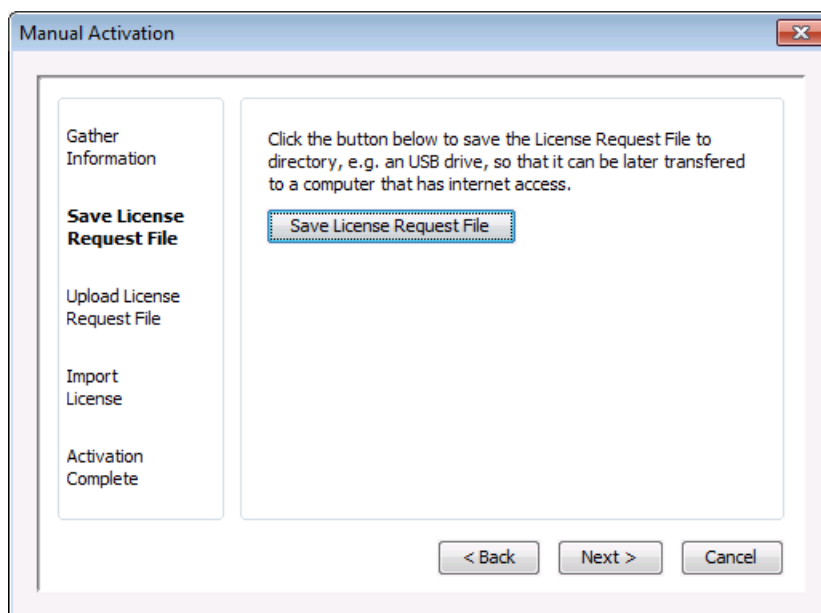 Manual Activation
Gather
Information
Save License
Request File
Upload License
Request File
Import
License
Activation
Complete
Click the button below to save the License Request File to
directory, e.g. an USB drive, so that it can be later transfered
to a computer that has internet access.
Save License Request File
< Back
Next >
Cancel